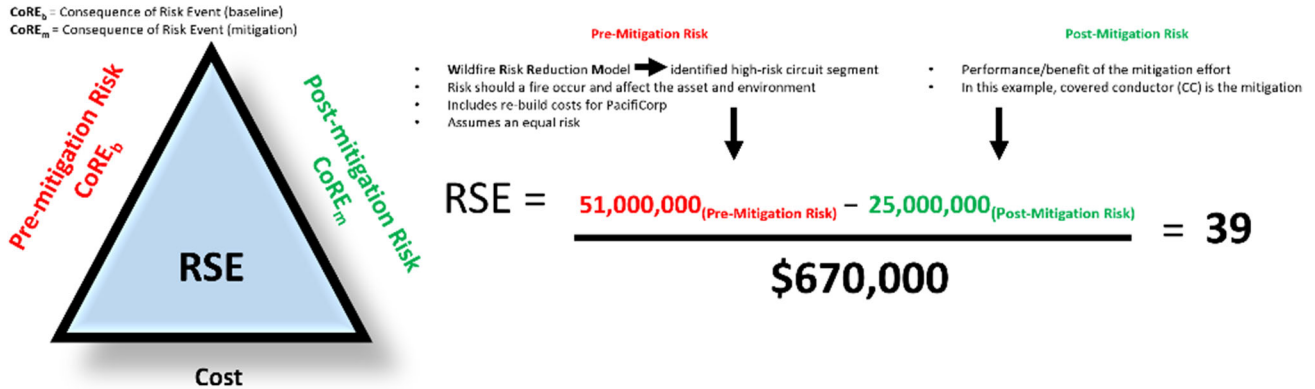 CoREb = Consequence of Risk Event (baseline)
CoREm = Consequence of Risk Event (mitigation)
Pre-mitigation Risk
CoREb
Post-mitigation Risk
CoREm
RSE
Cost
Pre-Mitigation Risk
• Wildfire Risk Reduction Model identified high-risk circuit segment
• Risk should a fire occur and affect the asset and environment
• Includes re-build costs for PacifiCorp
• Assumes an equal risk
Post-Mitigation Risk
• Performance/benefit of the mitigation effort
• In this example, covered conductor (CC) is the mitigation
RSE = 51,000,000(Pre-Mitigation Risk) – 25,000,000(Post-Mitigation Risk) = 39
$670,000